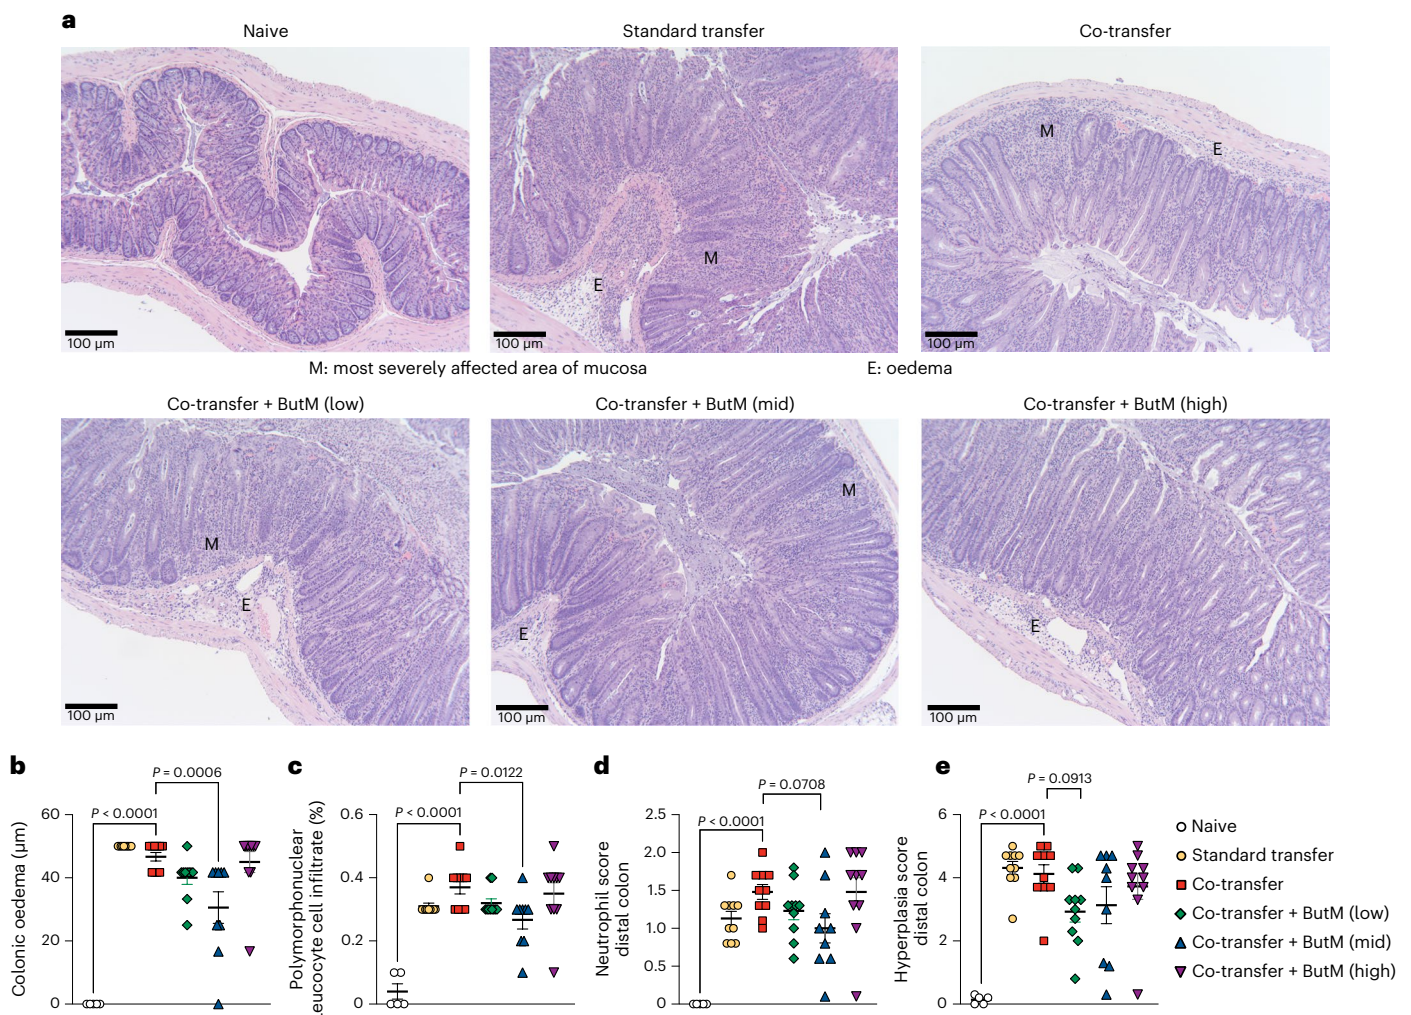 a
Naive
Standard transfer
Co-transfer
M
E
M
E
100 µm
100 µm
100 µm
M: most severely affected area of mucosa
E: oedema
Co-transfer + ButM (low)
Co-transfer + ButM (mid)
Co-transfer + ButM (high)
M
E
M
E
E
100 µm
100 µm
100 µm
b
P = 0.0006
P < 0.0001
Colonic oedema (µm)
60
40
20
0
c
P = 0.0122
P < 0.0001
Polymorphonuclear
leucocyte cell infiltrate (%)
0.6
0.4
0.2
0
d
P = 0.0708
P < 0.0001
Neutrophil score
distal colon
2.5
2.0
1.5
1.0
0.5
0
e
P = 0.0913
P < 0.0001
Hyperplasia score
distal colon
6
4
2
0
Naive
Standard transfer
Co-transfer
Co-transfer + ButM (low)
Co-transfer + ButM (mid)
Co-transfer + ButM (high)